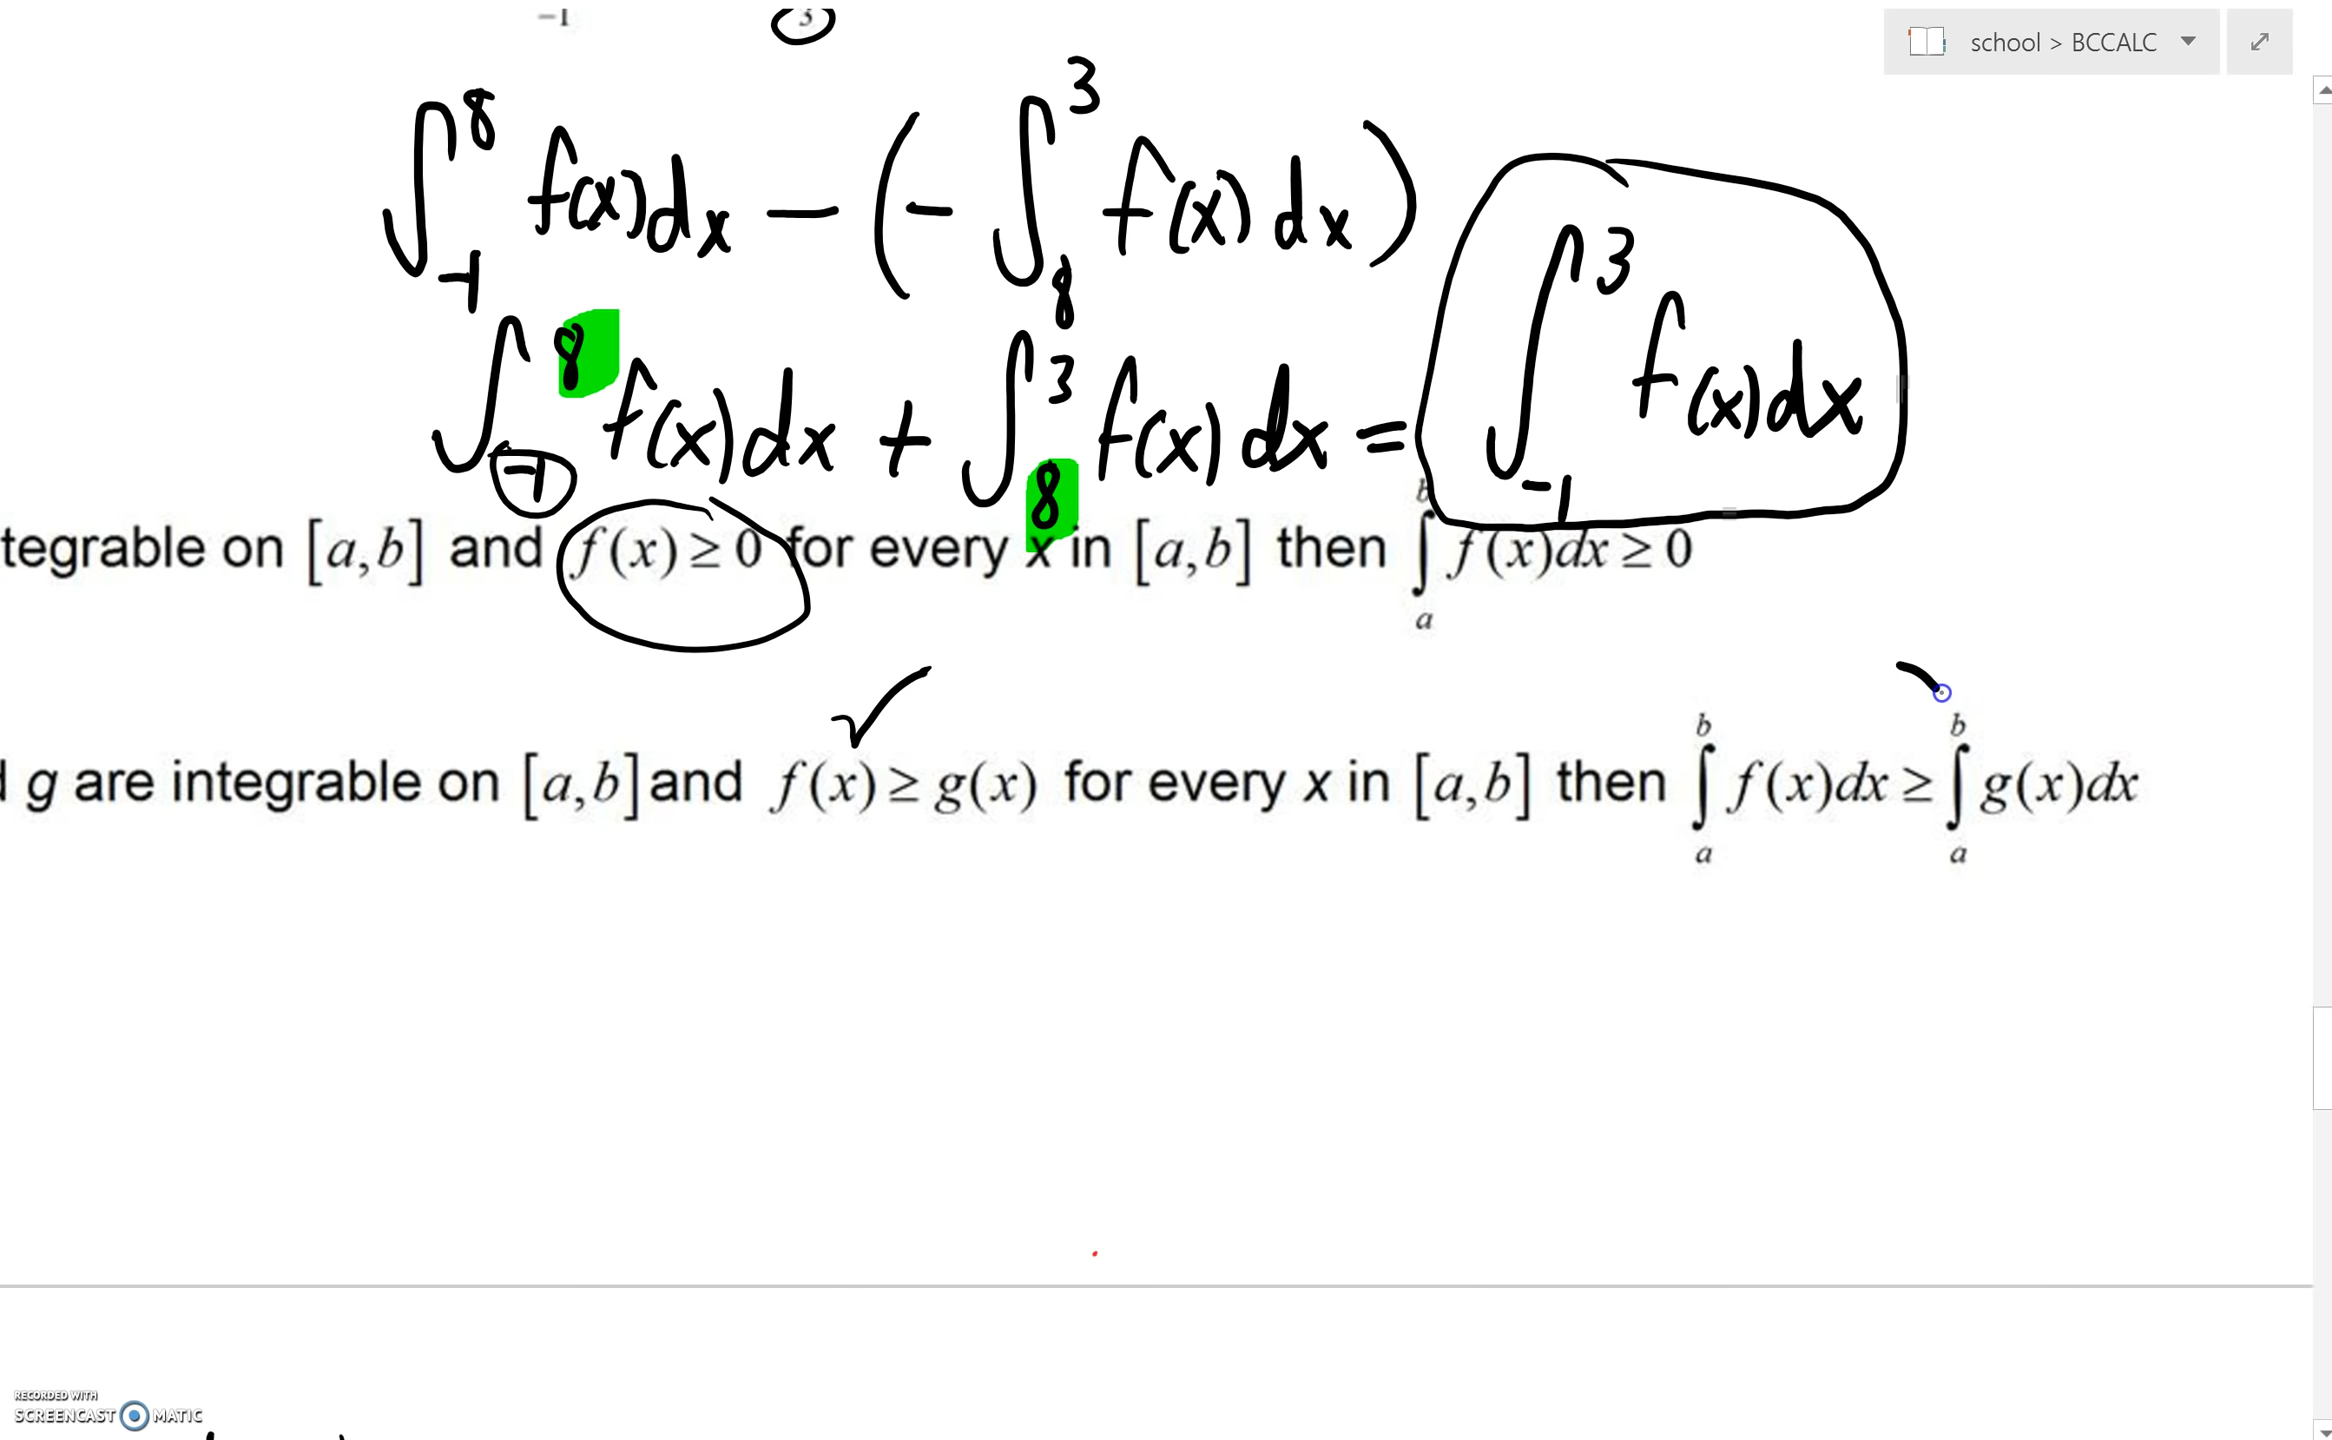 -1 3
school > BCCALC
∫_{-1}^{8} f(x)dx - (- ∫_{8}^{3} f(x)dx)
∫_{-1}^{8} f(x)dx + ∫_{8}^{3} f(x)dx = ∫_{-1}^{3} f(x)dx
tegrable on [a,b] and f(x) ≥ 0 for every x in [a,b] then ∫_{a}^{b} f(x)dx ≥ 0
g are integrable on [a,b] and f(x) ≥ g(x) for every x in [a,b] then ∫_{a}^{b} f(x)dx ≥ ∫_{a}^{b} g(x)dx
RECORDED WITH
SCREENCAST MATIC